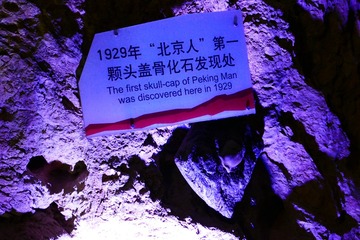 1929年“北京人”第一
颗头盖骨化石发现处
The first skull-cap of Peking Man
was discovered here in 1929